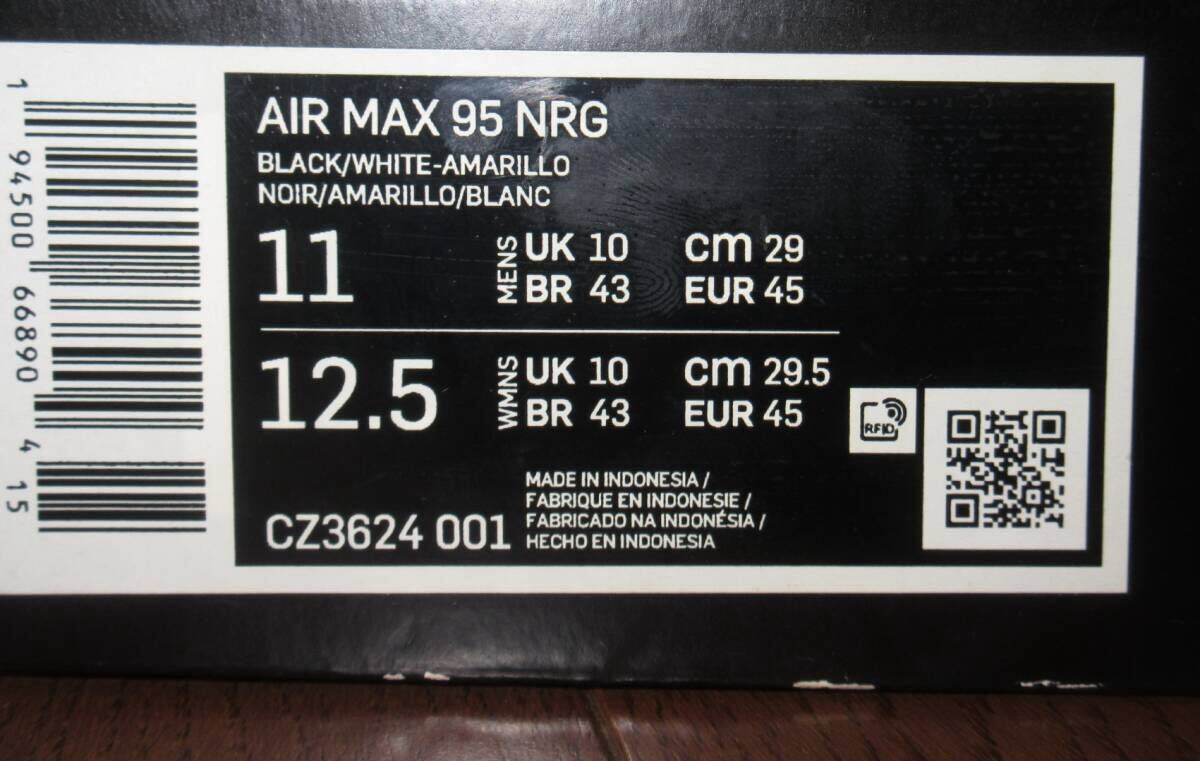 AIR MAX 95 NRG
BLACK/WHITE-AMARILLO
NOIR/AMARILLO/BLANC
11 MENS UK 10 cm 29
BR 43 EUR 45
12.5 WMNS UK 10 cm 29.5
BR 43 EUR 45
RFID
MADE IN INDONESIA /
FABRIQUE EN INDONESIE /
FABRICADO NA INDONÉSIA /
HECHO EN INDONESIA
CZ3624 001
1 94500 66890 4 15